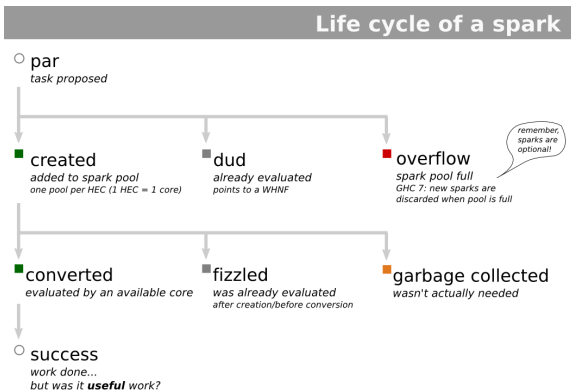 Life cycle of a spark
par
task proposed
remember,
sparks are
optional!
created
added to spark pool
one pool per HEC (1 HEC = 1 core)
dud
already evaluated
points to a WHNF
overflow
spark pool full
GHC 7: new sparks are
discarded when pool is full
converted
evaluated by an available core
fizzled
was already evaluated
after creation/before conversion
garbage collected
wasn't actually needed
success
work done...
but was it useful work?